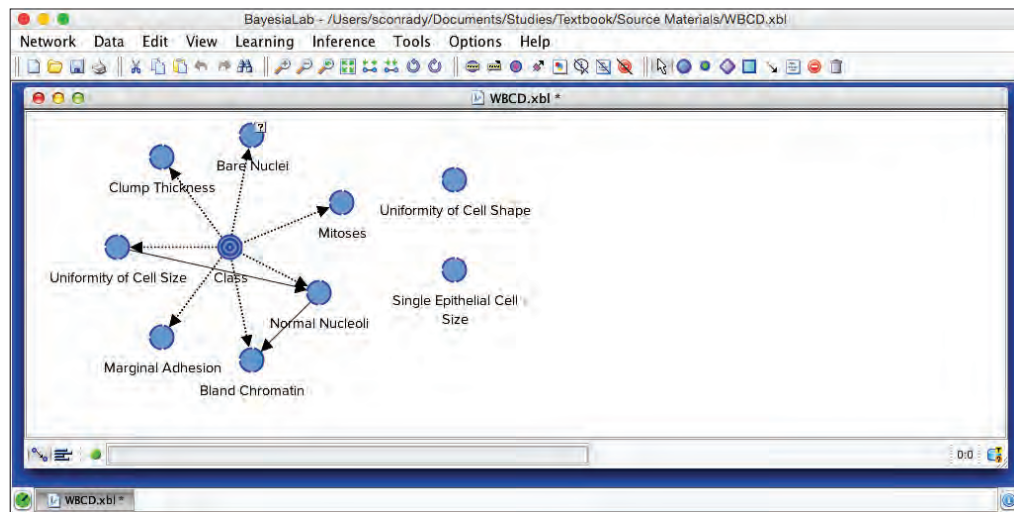 BayesiaLab - /Users/sconrady/Documents/Studies/Textbook/Source Materials/WBCD.xbl
Network Data Edit View Learning Inference Tools Options Help
WBCD.xbl *
?
Bare Nuclei
Clump Thickness
Uniformity of Cell Shape
Mitoses
Uniformity of Cell Size
Class
Single Epithelial Cell
Size
Normal Nucleoli
Marginal Adhesion
Bland Chromatin
0:0
WBCD.xbl *